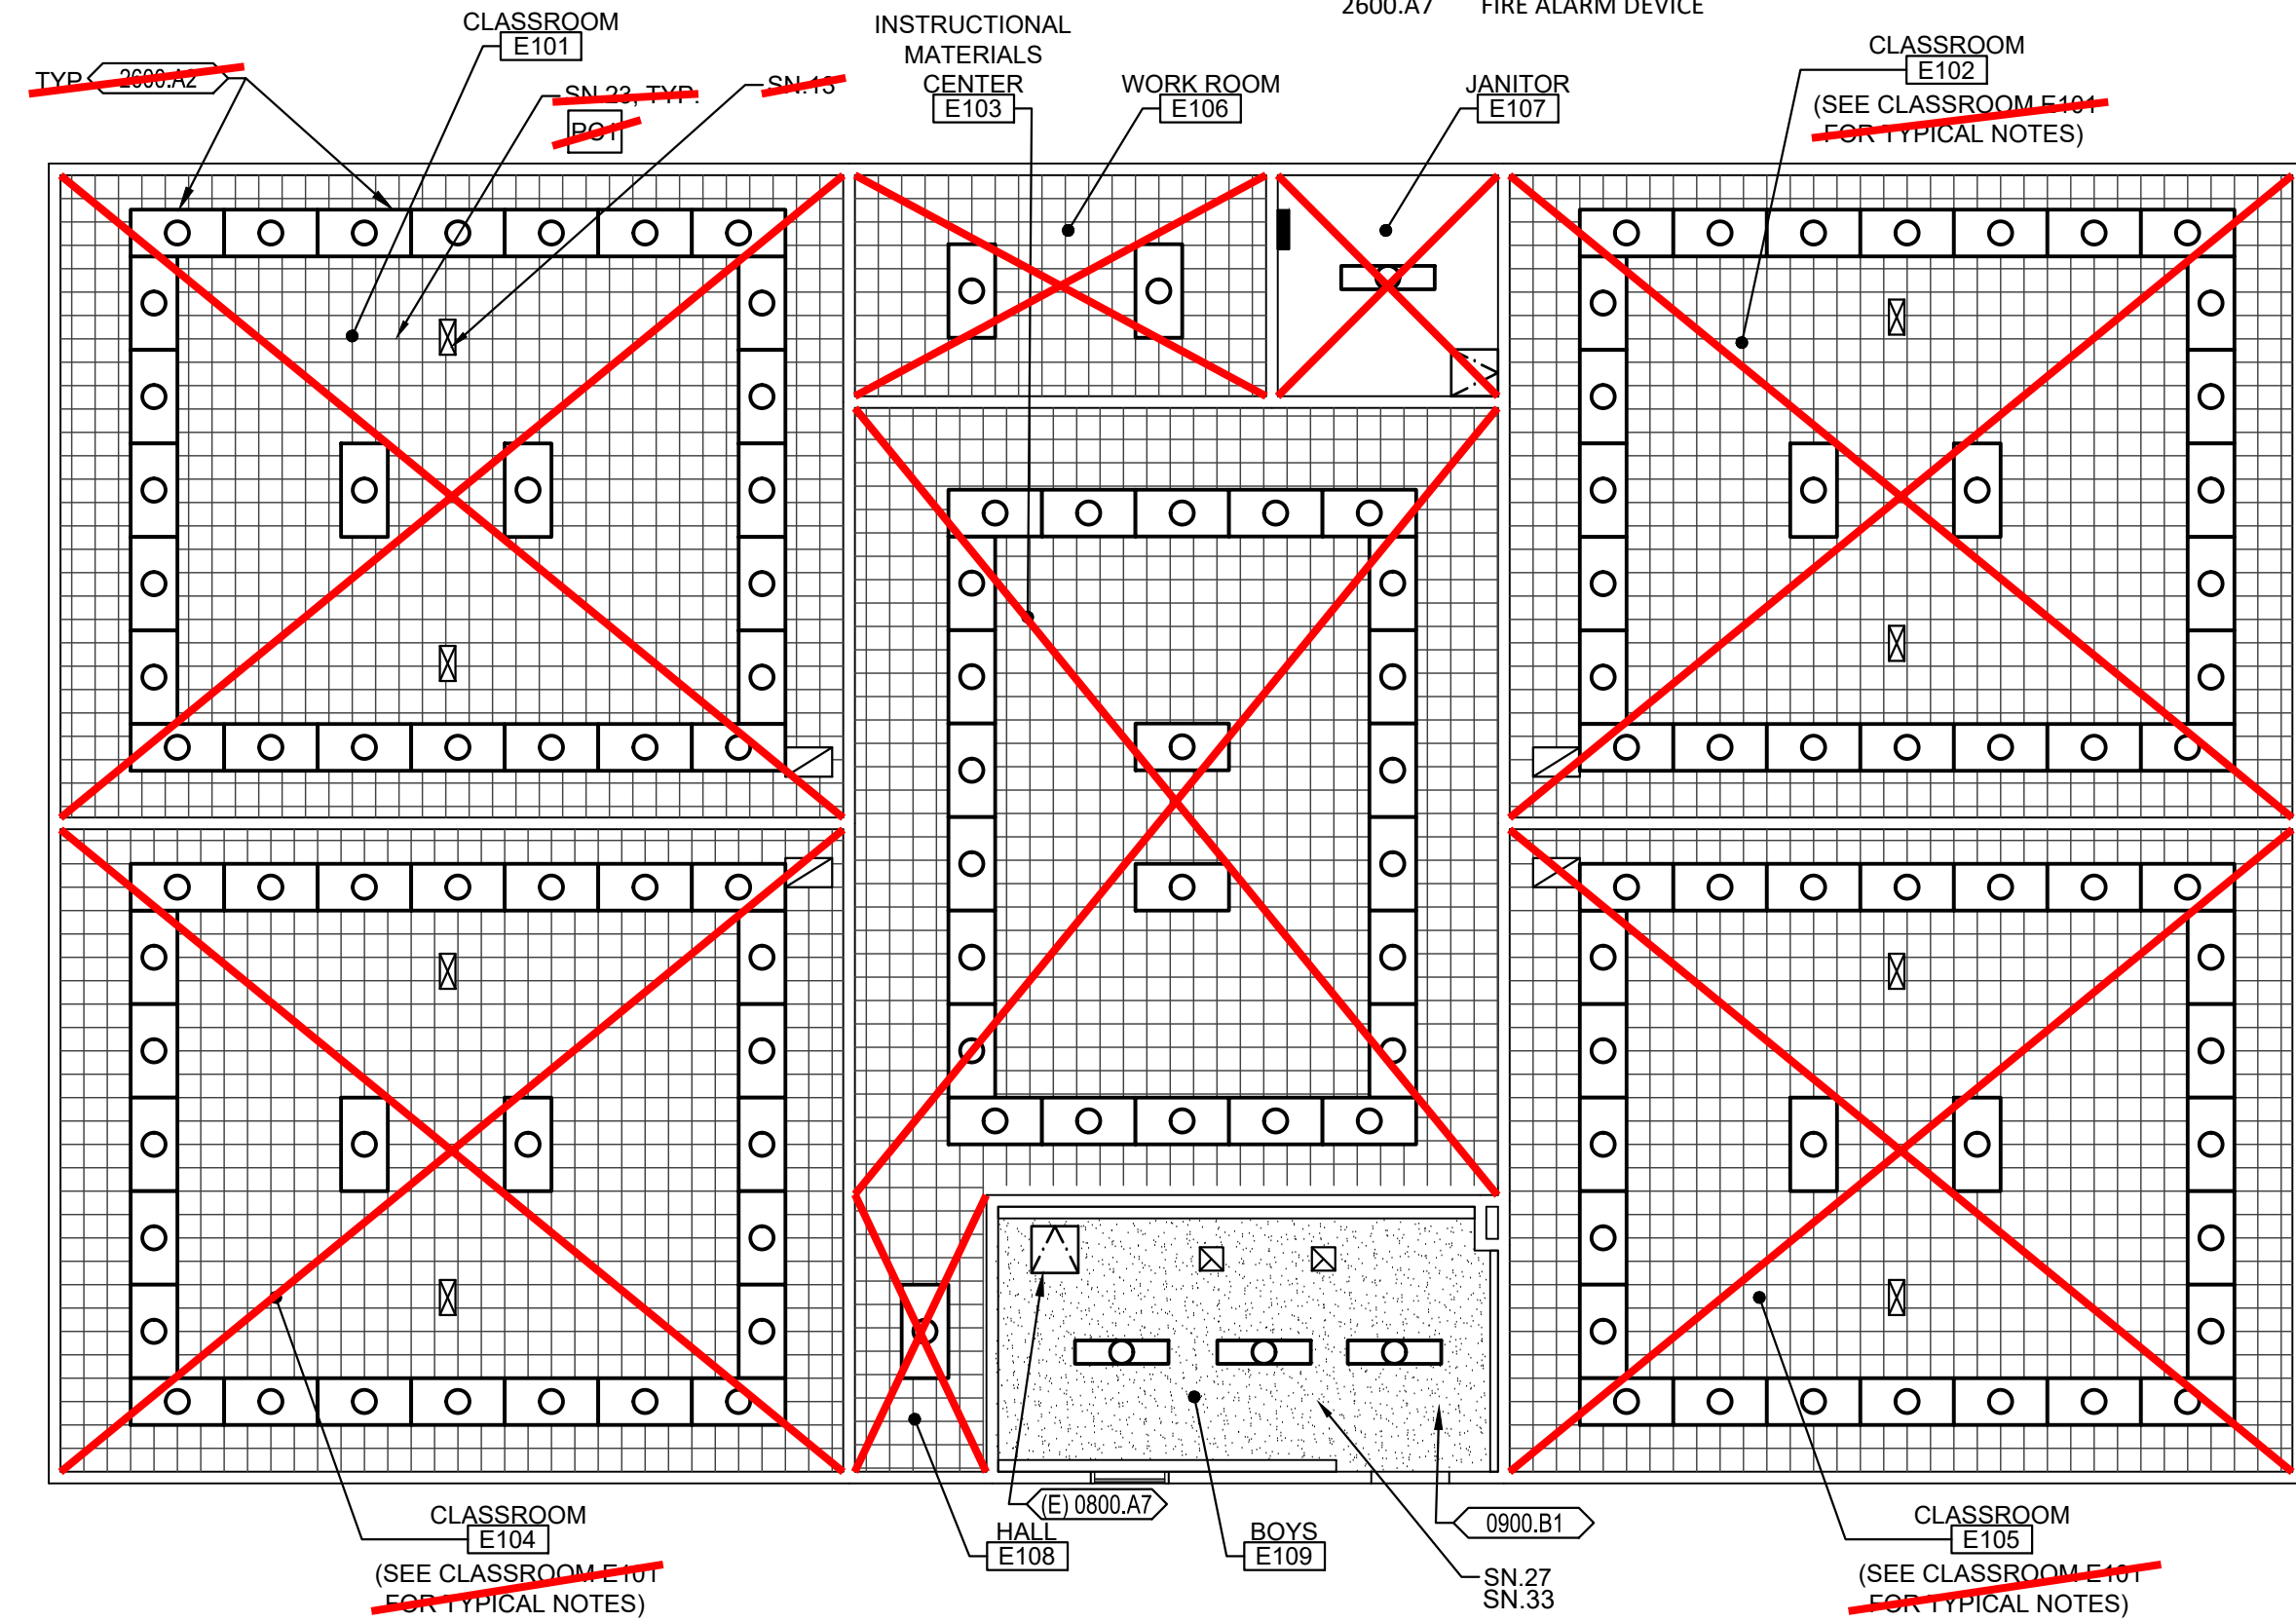 2600.A7 FIRE ALARM DEVICE
CLASSROOM
E101
TYP
2600.A2
SN.23, TYP.
PC1
SN.13
INSTRUCTIONAL
MATERIALS
CENTER
E103
WORK ROOM
E106
JANITOR
E107
CLASSROOM
E102
(SEE CLASSROOM E101
FOR TYPICAL NOTES)
(E) 0800.A7
0900.B1
CLASSROOM
E104
(SEE CLASSROOM E101
FOR TYPICAL NOTES)
HALL
E108
BOYS
E109
SN.27
SN.33
CLASSROOM
E105
(SEE CLASSROOM E101
FOR TYPICAL NOTES)